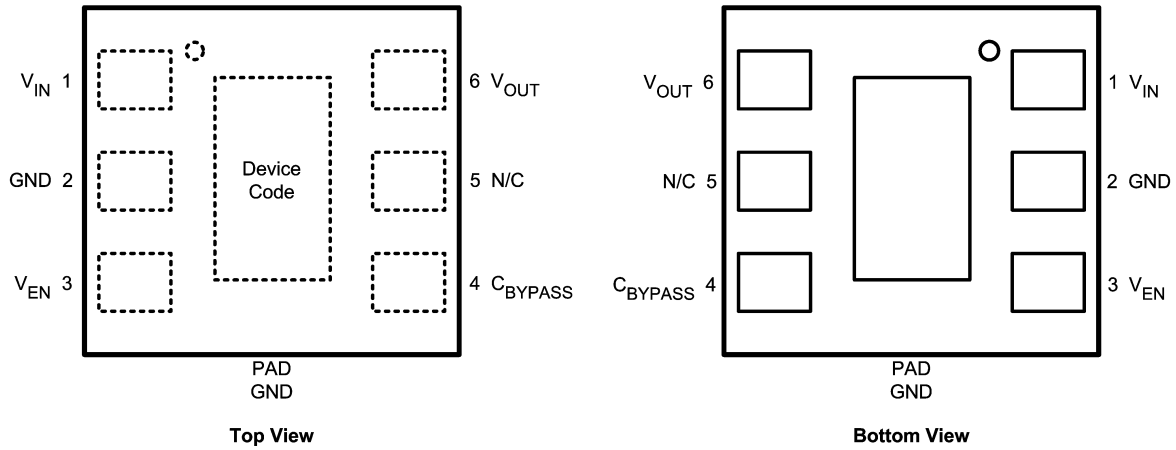 V_IN 1
6 V_OUT
GND 2
Device
Code
5 N/C
V_EN 3
4 C_BYPASS
PAD
GND
Top View
V_OUT 6
1 V_IN
N/C 5
2 GND
C_BYPASS 4
3 V_EN
PAD
GND
Bottom View